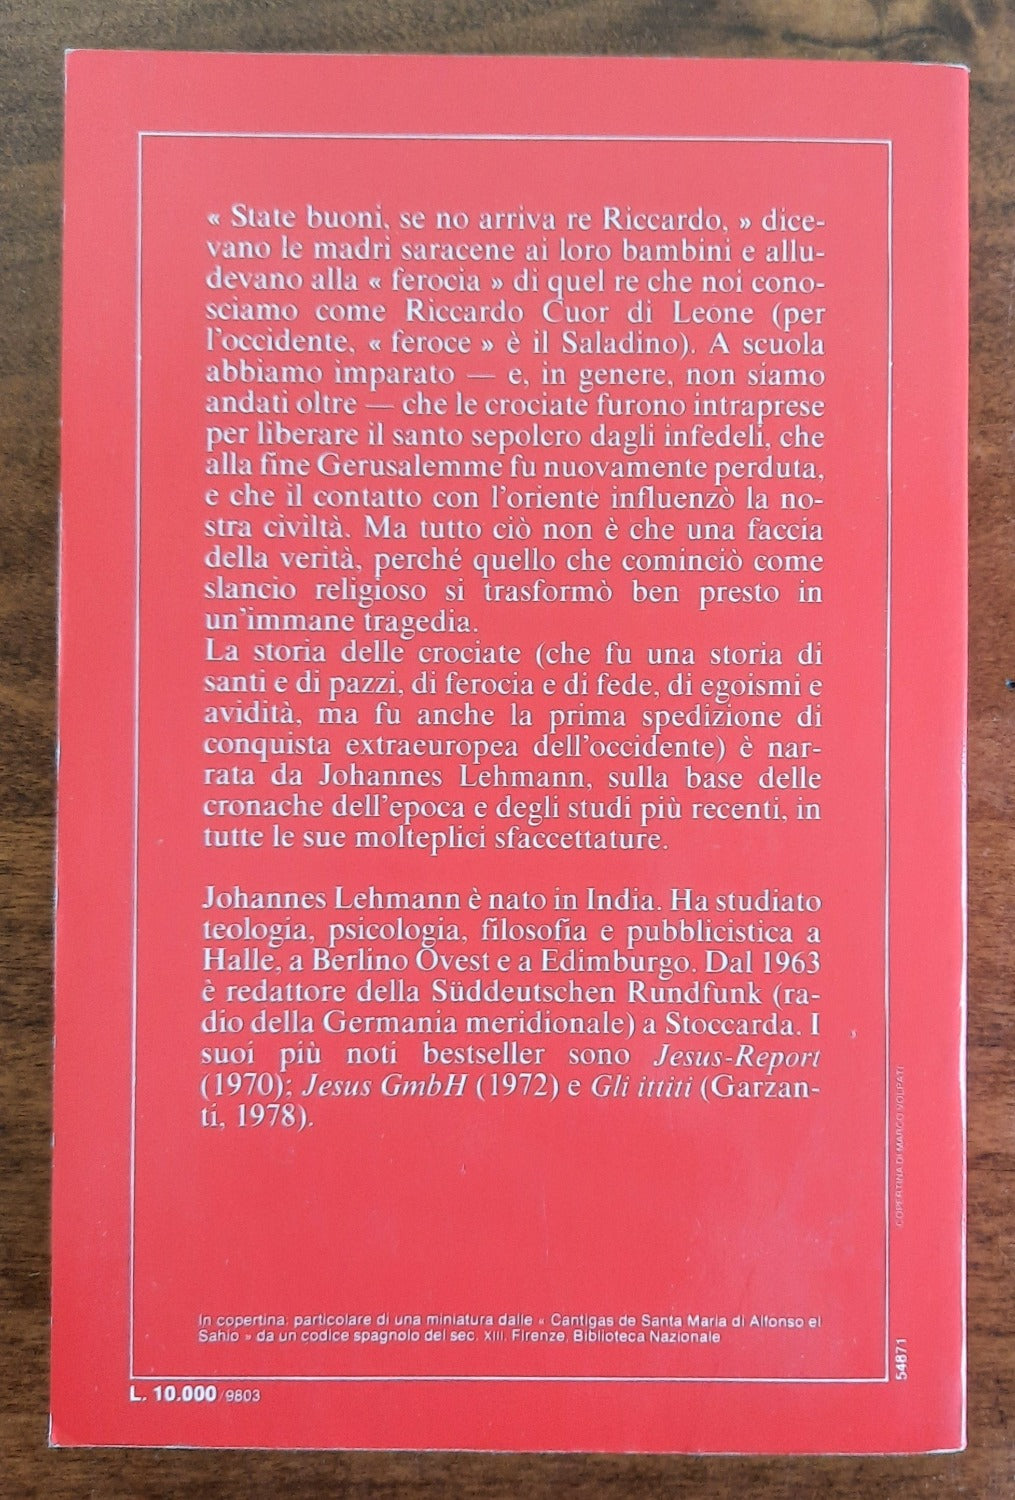 « State buoni, se no arriva re Riccardo, » dice-
vano le madri saracene ai loro bambini e allu-
devano alla « ferocia » di quel re che noi cono-
sciamo come Riccardo Cuor di Leone (per
l'occidente, « feroce » è il Saladino). A scuola
abbiamo imparato — e, in genere, non siamo
andati oltre — che le crociate furono intraprese
per liberare il santo sepolcro dagli infedeli, che
alla fine Gerusalemme fu nuovamente perduta,
e che il contatto con l'oriente influenzò la no-
stra civiltà. Ma tutto ciò non è che una faccia
della verità, perché quello che cominciò come
slancio religioso si trasformò ben presto in
un'immane tragedia.
La storia delle crociate (che fu una storia di
santi e di pazzi, di ferocia e di fede, di egoismi e
avidità, ma fu anche la prima spedizione di
conquista extraeuropea dell'occidente) è nar-
rata da Johannes Lehmann, sulla base delle
cronache dell'epoca e degli studi più recenti, in
tutte le sue molteplici sfaccettature.
Johannes Lehmann è nato in India. Ha studiato
teologia, psicologia, filosofia e pubblicistica a
Halle, a Berlino Ovest e a Edimburgo. Dal 1963
è redattore della Süddeutschen Rundfunk (ra-
dio della Germania meridionale) a Stoccarda. I
suoi più noti bestseller sono Jesus-Report
(1970); Jesus GmbH (1972) e Gli ittiti (Garzan-
ti, 1978).
COPERTINA DI MARCO VOLPATI
In copertina: particolare di una miniatura dalle « Cantigas de Santa Maria di Alfonso el
Sahio » da un codice spagnolo del sec. XIII. Firenze, Biblioteca Nazionale
54871
L. 10.000/9803